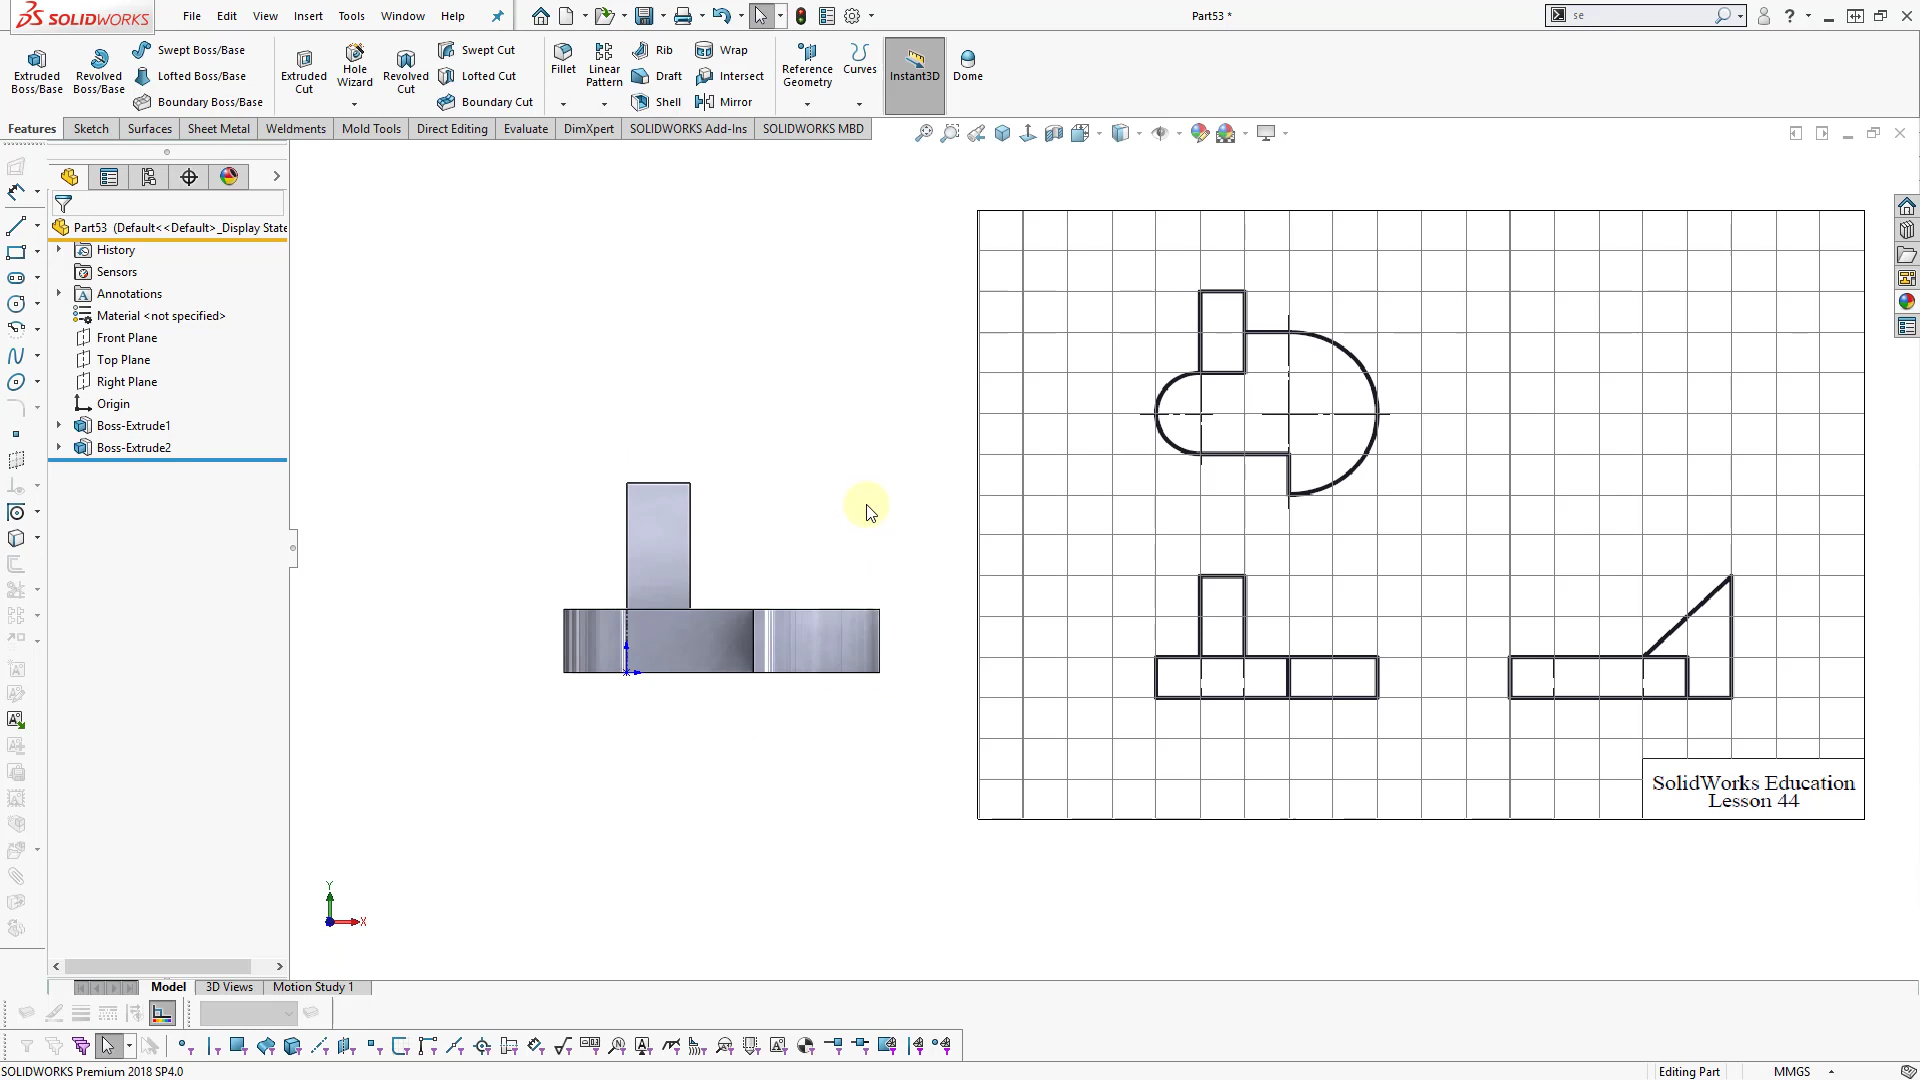 SOLIDWORKS File Edit View Insert Tools Window Help Part53 * se
Extruded Boss/Base
Revolved Boss/Base
Swept Boss/Base
Lofted Boss/Base
Boundary Boss/Base
Extruded Cut
Hole Wizard
Revolved Cut
Swept Cut
Lofted Cut
Boundary Cut
Fillet
Linear Pattern
Rib
Draft
Shell
Wrap
Intersect
Mirror
Reference Geometry
Curves
Instant3D
Dome
Features Sketch Surfaces Sheet Metal Weldments Mold Tools Direct Editing Evaluate DimXpert SOLIDWORKS Add-Ins SOLIDWORKS MBD
Part53 (Default<<Default>_Display State
History
Sensors
Annotations
Material <not specified>
Front Plane
Top Plane
Right Plane
Origin
Boss-Extrude1
Boss-Extrude2
SolidWorks Education
Lesson 44
Y
X
Model 3D Views Motion Study 1
SOLIDWORKS Premium 2018 SP4.0 Editing Part MMGS